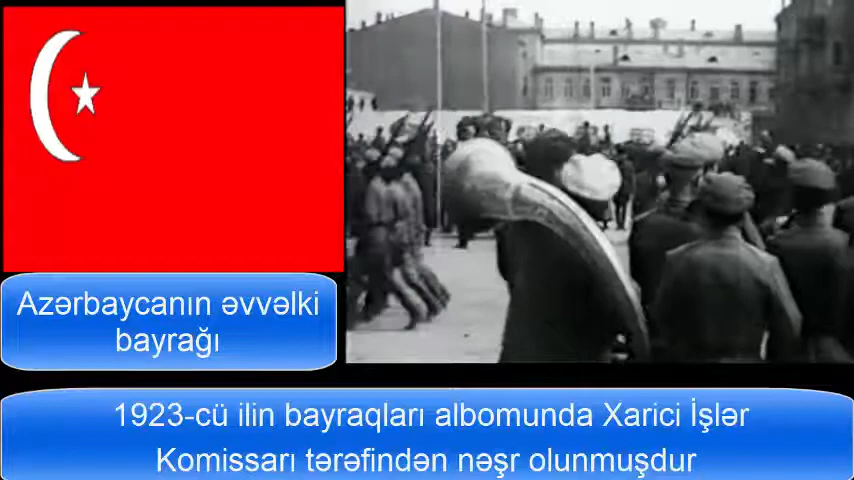 Azərbaycanın əvvəlki
bayrağı
1923-cü ilin bayraqları albomunda Xarici İşlər
Komissarı tərəfindən nəşr olunmuşdur